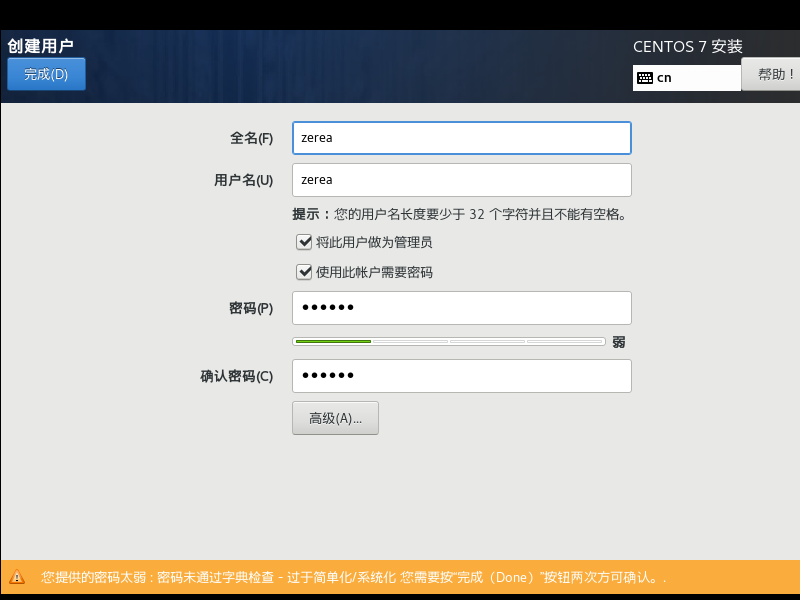 创建用户
CENTOS 7 安装
完成(D)
cn
帮助！
全名(F)
zerea
用户名(U)
zerea
提示：您的用户名长度要少于 32 个字符并且不能有空格。
将此用户做为管理员
使用此帐户需要密码
密码(P)
●●●●●●
弱
确认密码(C)
●●●●●●
高级(A)...
您提供的密码太弱 : 密码未通过字典检查 - 过于简单化/系统化 您需要按“完成（Done）”按钮两次方可确认。.